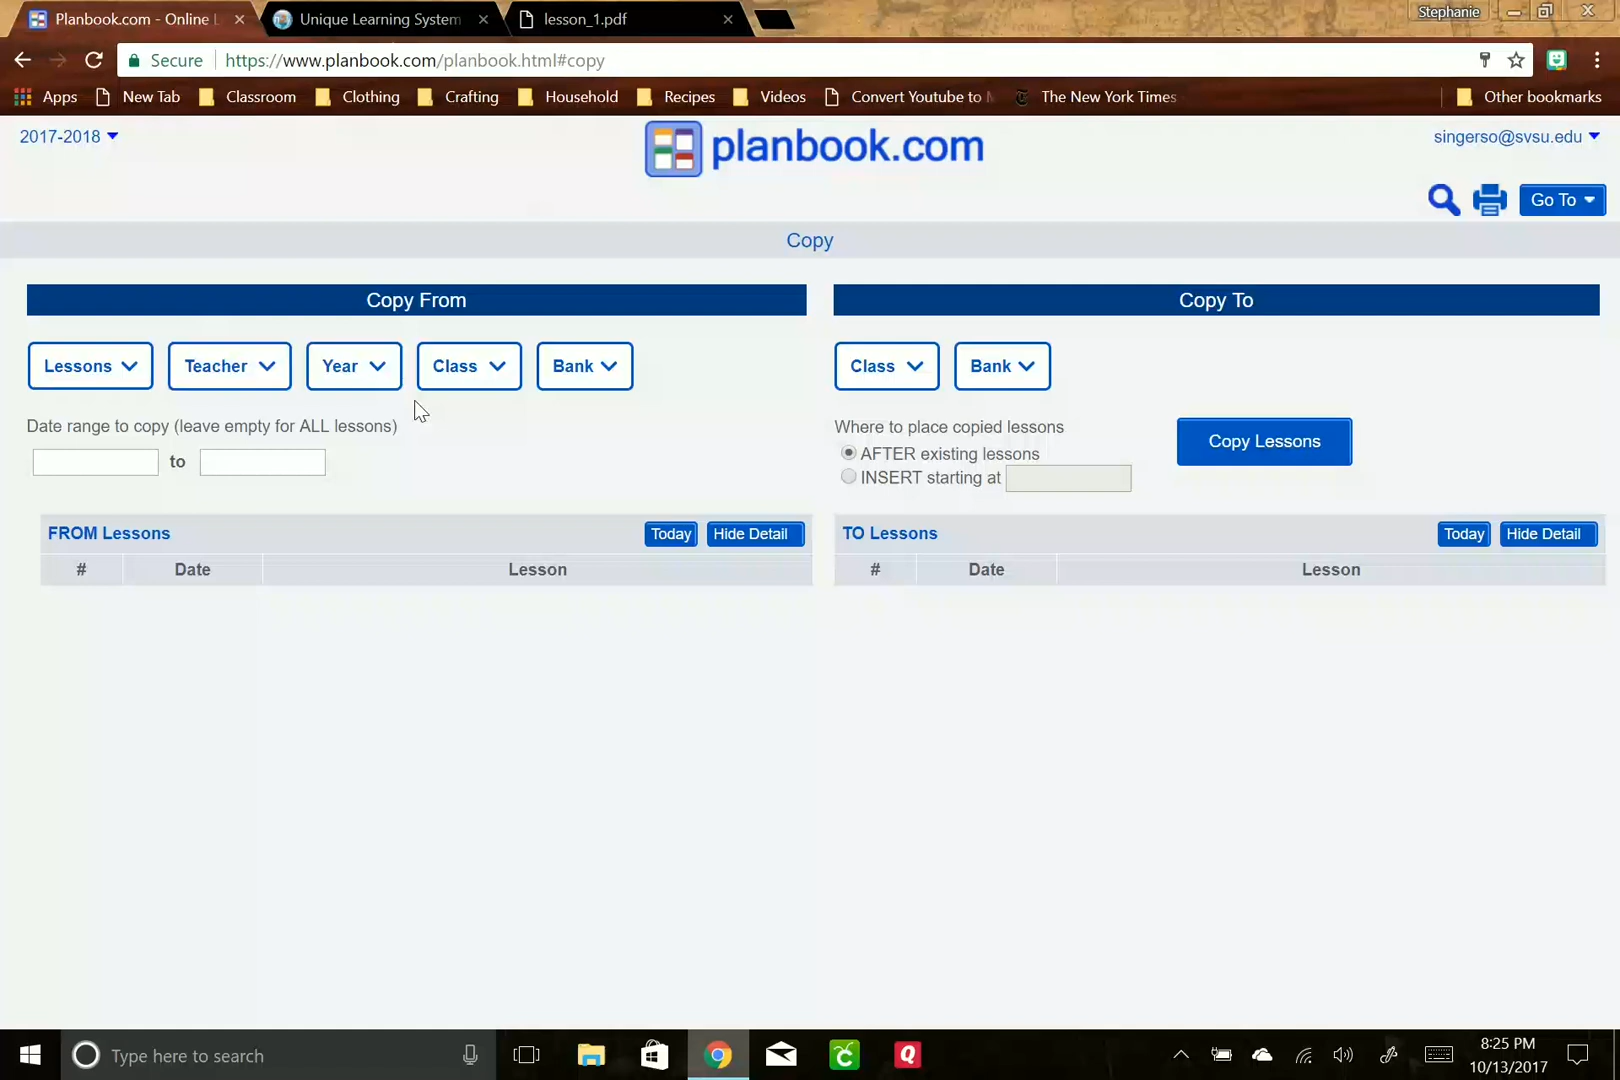 Planbook.com - Online L
Unique Learning System
lesson_1.pdf
Stephanie
Secure
https://www.planbook.com/planbook.html#copy
Apps
New Tab
Classroom
Clothing
Crafting
Household
Recipes
Videos
Convert Youtube to M
The New York Times
Other bookmarks
2017-2018
planbook.com
singerso@svsu.edu
Go To
Copy
Copy From
Copy To
Lessons
Teacher
Year
Class
Bank
Class
Bank
Date range to copy (leave empty for ALL lessons)
to
Where to place copied lessons
AFTER existing lessons
INSERT starting at
Copy Lessons
FROM Lessons
Today
Hide Detail
TO Lessons
Today
Hide Detail
# Date Lesson
# Date Lesson
Type here to search
8:25 PM
10/13/2017